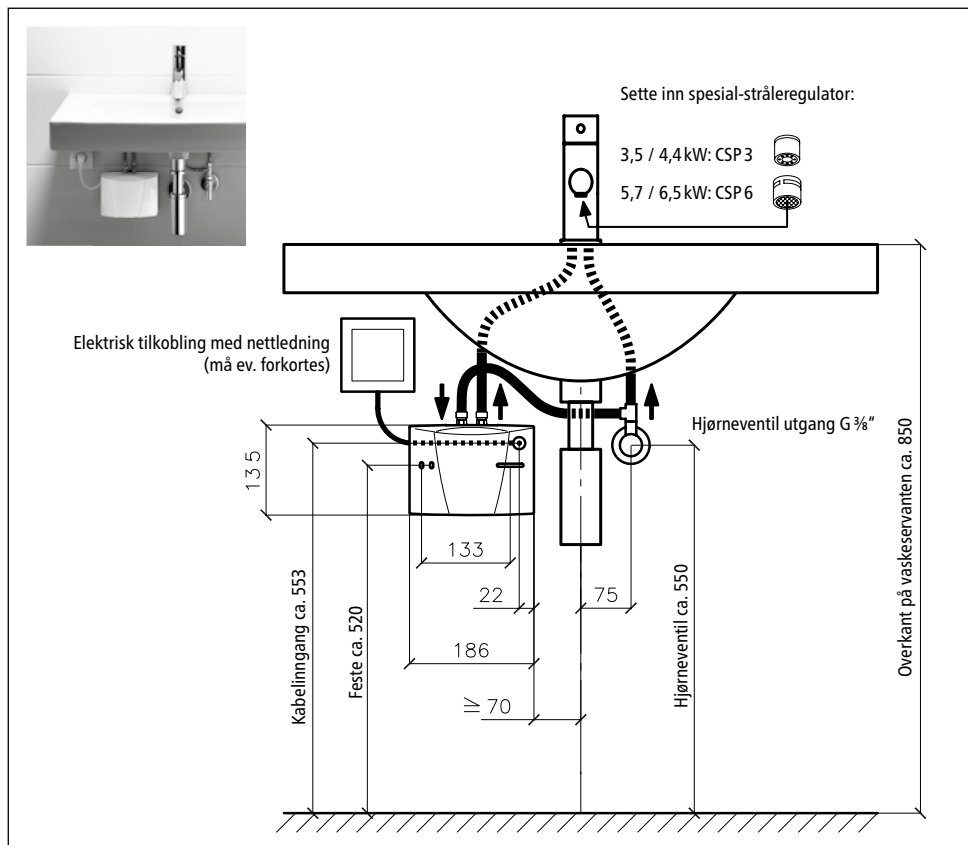 Sette inn spesial-stråleregulator:
3,5 / 4,4 kW: CSP 3
5,7 / 6,5 kW: CSP 6
Elektrisk tilkobling med nettledning
(må ev. forkortes)
Hjørneventil utgang G ⅜“
135
133
22
75
186
≥ 70
Kabelinngang ca. 553
Feste ca. 520
Hjørneventil ca. 550
Overkant på vaskeservanten ca. 850